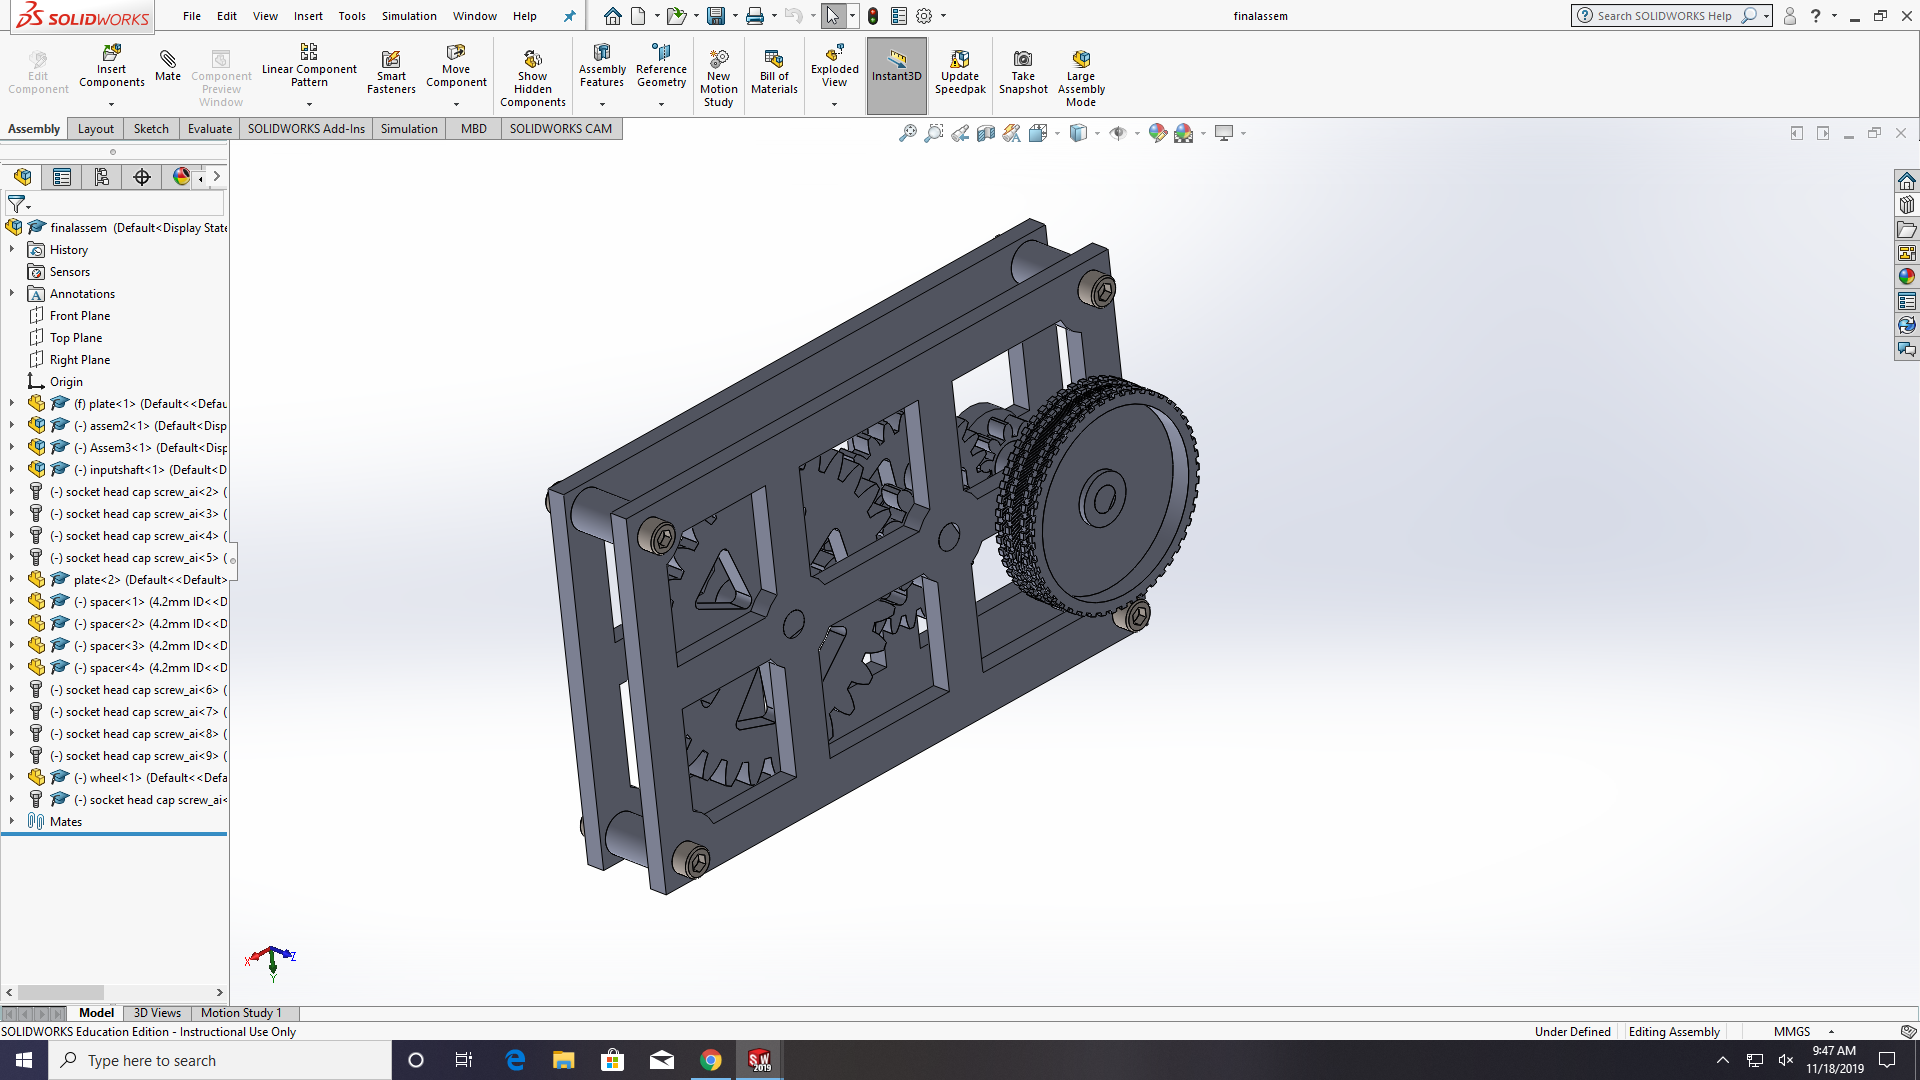 SOLIDWORKS
File Edit View Insert Tools Simulation Window Help
finalassem
Search SOLIDWORKS Help
Edit Component
Insert Components
Mate
Component Preview Window
Linear Component Pattern
Smart Fasteners
Move Component
Show Hidden Components
Assembly Features
Reference Geometry
New Motion Study
Bill of Materials
Exploded View
Instant3D
Update Speedpak
Take Snapshot
Large Assembly Mode
Assembly Layout Sketch Evaluate SOLIDWORKS Add-Ins Simulation MBD SOLIDWORKS CAM
finalassem (Default<Display State
History
Sensors
Annotations
Front Plane
Top Plane
Right Plane
Origin
(f) plate<1> (Default<<Defau
(-) assem2<1> (Default<Disp
(-) Assem3<1> (Default<Disp
(-) inputshaft<1> (Default<D
(-) socket head cap screw_ai<2> (
(-) socket head cap screw_ai<3> (
(-) socket head cap screw_ai<4> (
(-) socket head cap screw_ai<5> (
plate<2> (Default<<Default>
(-) spacer<1> (4.2mm ID<<D
(-) spacer<2> (4.2mm ID<<D
(-) spacer<3> (4.2mm ID<<D
(-) spacer<4> (4.2mm ID<<D
(-) socket head cap screw_ai<6> (
(-) socket head cap screw_ai<7> (
(-) socket head cap screw_ai<8> (
(-) socket head cap screw_ai<9> (
(-) wheel<1> (Default<<Defa
(-) socket head cap screw_ai<
Mates
X
Y
Z
Model 3D Views Motion Study 1
SOLIDWORKS Education Edition - Instructional Use Only
Under Defined Editing Assembly MMGS
Type here to search
SW 2019
9:47 AM
11/18/2019